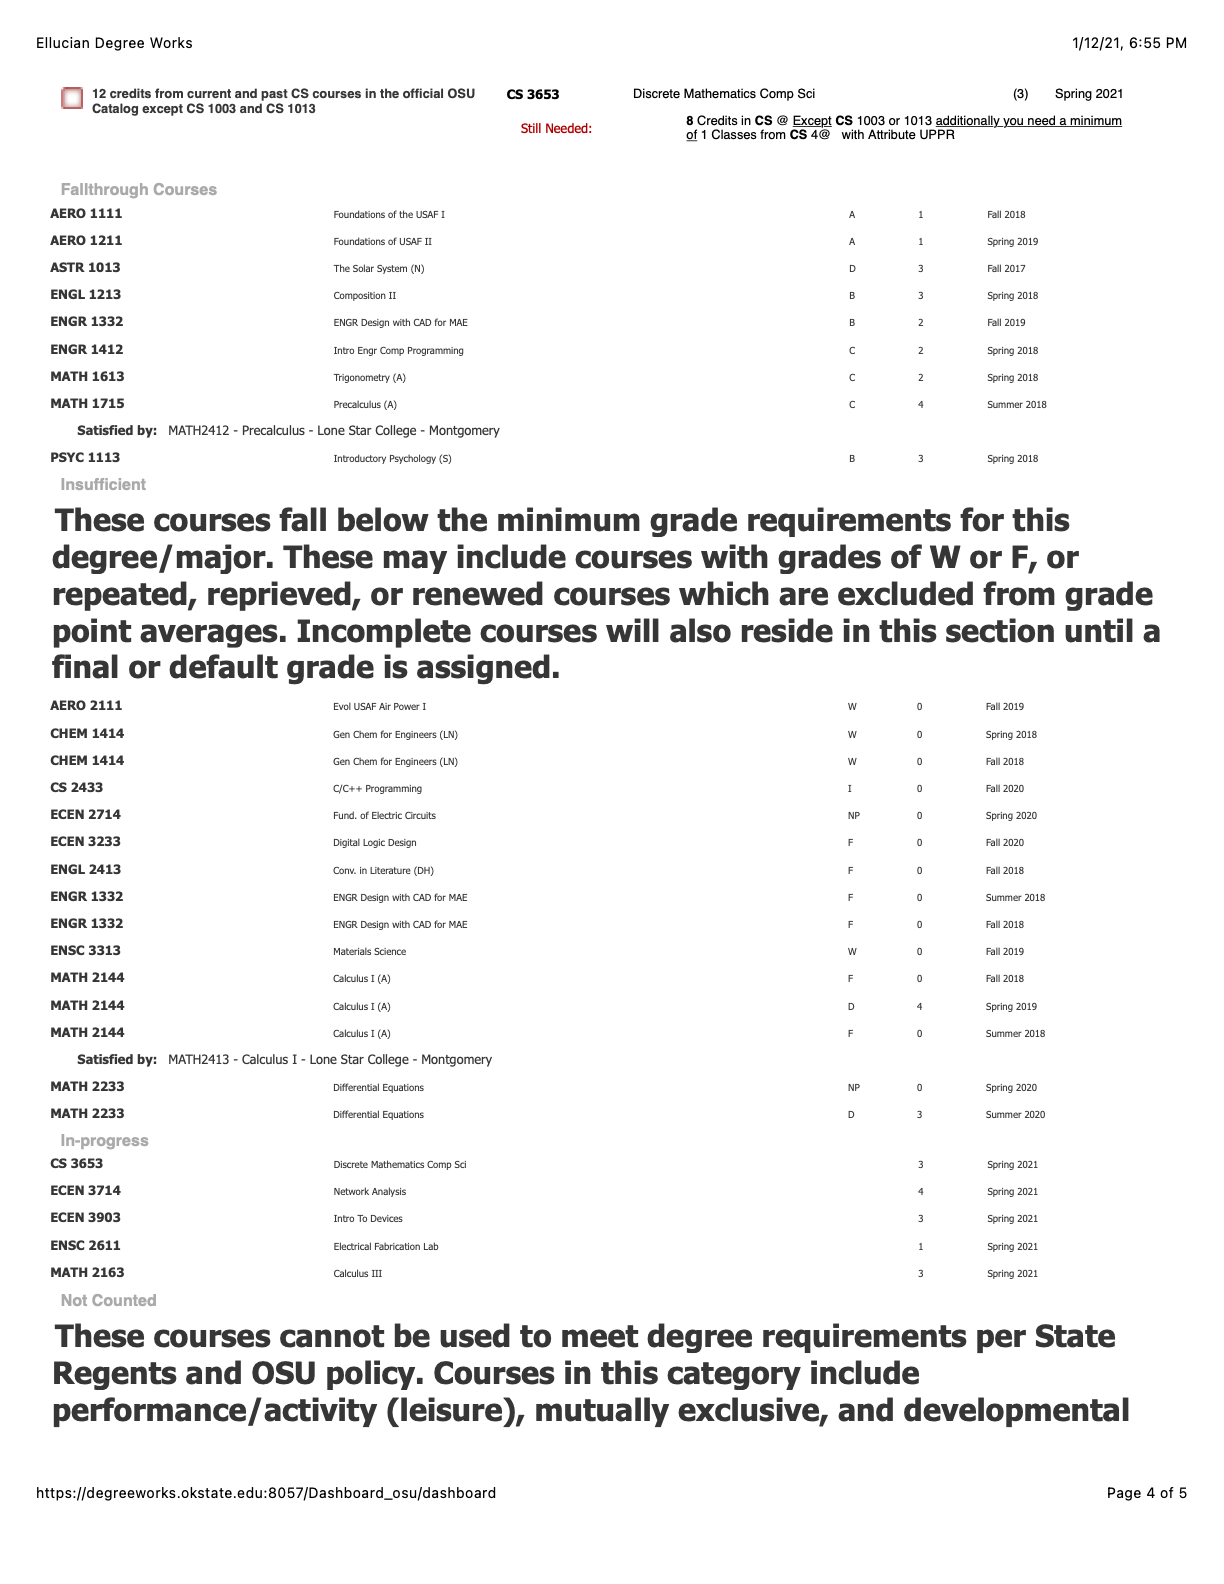 Ellucian Degree Works 1/12/21, 6:55 PM
12 credits from current and past CS courses in the official OSU CS 3653 Discrete Mathematics Comp Sci (3) Spring 2021
Catalog except CS 1003 and CS 1013
Still Needed: 8 Credits in CS @ Except CS 1003 or 1013 additionally you need a minimum
of 1 Classes from CS 4@ with Attribute UPPR
Fallthrough Courses
AERO 1111 Foundations of the USAF I A 1 Fall 2018
AERO 1211 Foundations of USAF II A 1 Spring 2019
ASTR 1013 The Solar System (N) D 3 Fall 2017
ENGL 1213 Composition II B 3 Spring 2018
ENGR 1332 ENGR Design with CAD for MAE B 2 Fall 2019
ENGR 1412 Intro Engr Comp Programming C 2 Spring 2018
MATH 1613 Trigonometry (A) C 2 Spring 2018
MATH 1715 Precalculus (A) C 4 Summer 2018
Satisfied by: MATH2412 - Precalculus - Lone Star College - Montgomery
PSYC 1113 Introductory Psychology (S) B 3 Spring 2018
Insufficient
These courses fall below the minimum grade requirements for this
degree/major. These may include courses with grades of W or F, or
repeated, reprieved, or renewed courses which are excluded from grade
point averages. Incomplete courses will also reside in this section until a
final or default grade is assigned.
AERO 2111 Evol USAF Air Power I W 0 Fall 2019
CHEM 1414 Gen Chem for Engineers (LN) W 0 Spring 2018
CHEM 1414 Gen Chem for Engineers (LN) W 0 Fall 2018
CS 2433 C/C++ Programming I 0 Fall 2020
ECEN 2714 Fund. of Electric Circuits NP 0 Spring 2020
ECEN 3233 Digital Logic Design F 0 Fall 2020
ENGL 2413 Conv. in Literature (DH) F 0 Fall 2018
ENGR 1332 ENGR Design with CAD for MAE F 0 Summer 2018
ENGR 1332 ENGR Design with CAD for MAE F 0 Fall 2018
ENSC 3313 Materials Science W 0 Fall 2019
MATH 2144 Calculus I (A) F 0 Fall 2018
MATH 2144 Calculus I (A) D 4 Spring 2019
MATH 2144 Calculus I (A) F 0 Summer 2018
Satisfied by: MATH2413 - Calculus I - Lone Star College - Montgomery
MATH 2233 Differential Equations NP 0 Spring 2020
MATH 2233 Differential Equations D 3 Summer 2020
In-progress
CS 3653 Discrete Mathematics Comp Sci 3 Spring 2021
ECEN 3714 Network Analysis 4 Spring 2021
ECEN 3903 Intro To Devices 3 Spring 2021
ENSC 2611 Electrical Fabrication Lab 1 Spring 2021
MATH 2163 Calculus III 3 Spring 2021
Not Counted
These courses cannot be used to meet degree requirements per State
Regents and OSU policy. Courses in this category include
performance/activity (leisure), mutually exclusive, and developmental
https://degreeworks.okstate.edu:8057/Dashboard_osu/dashboard Page 4 of 5